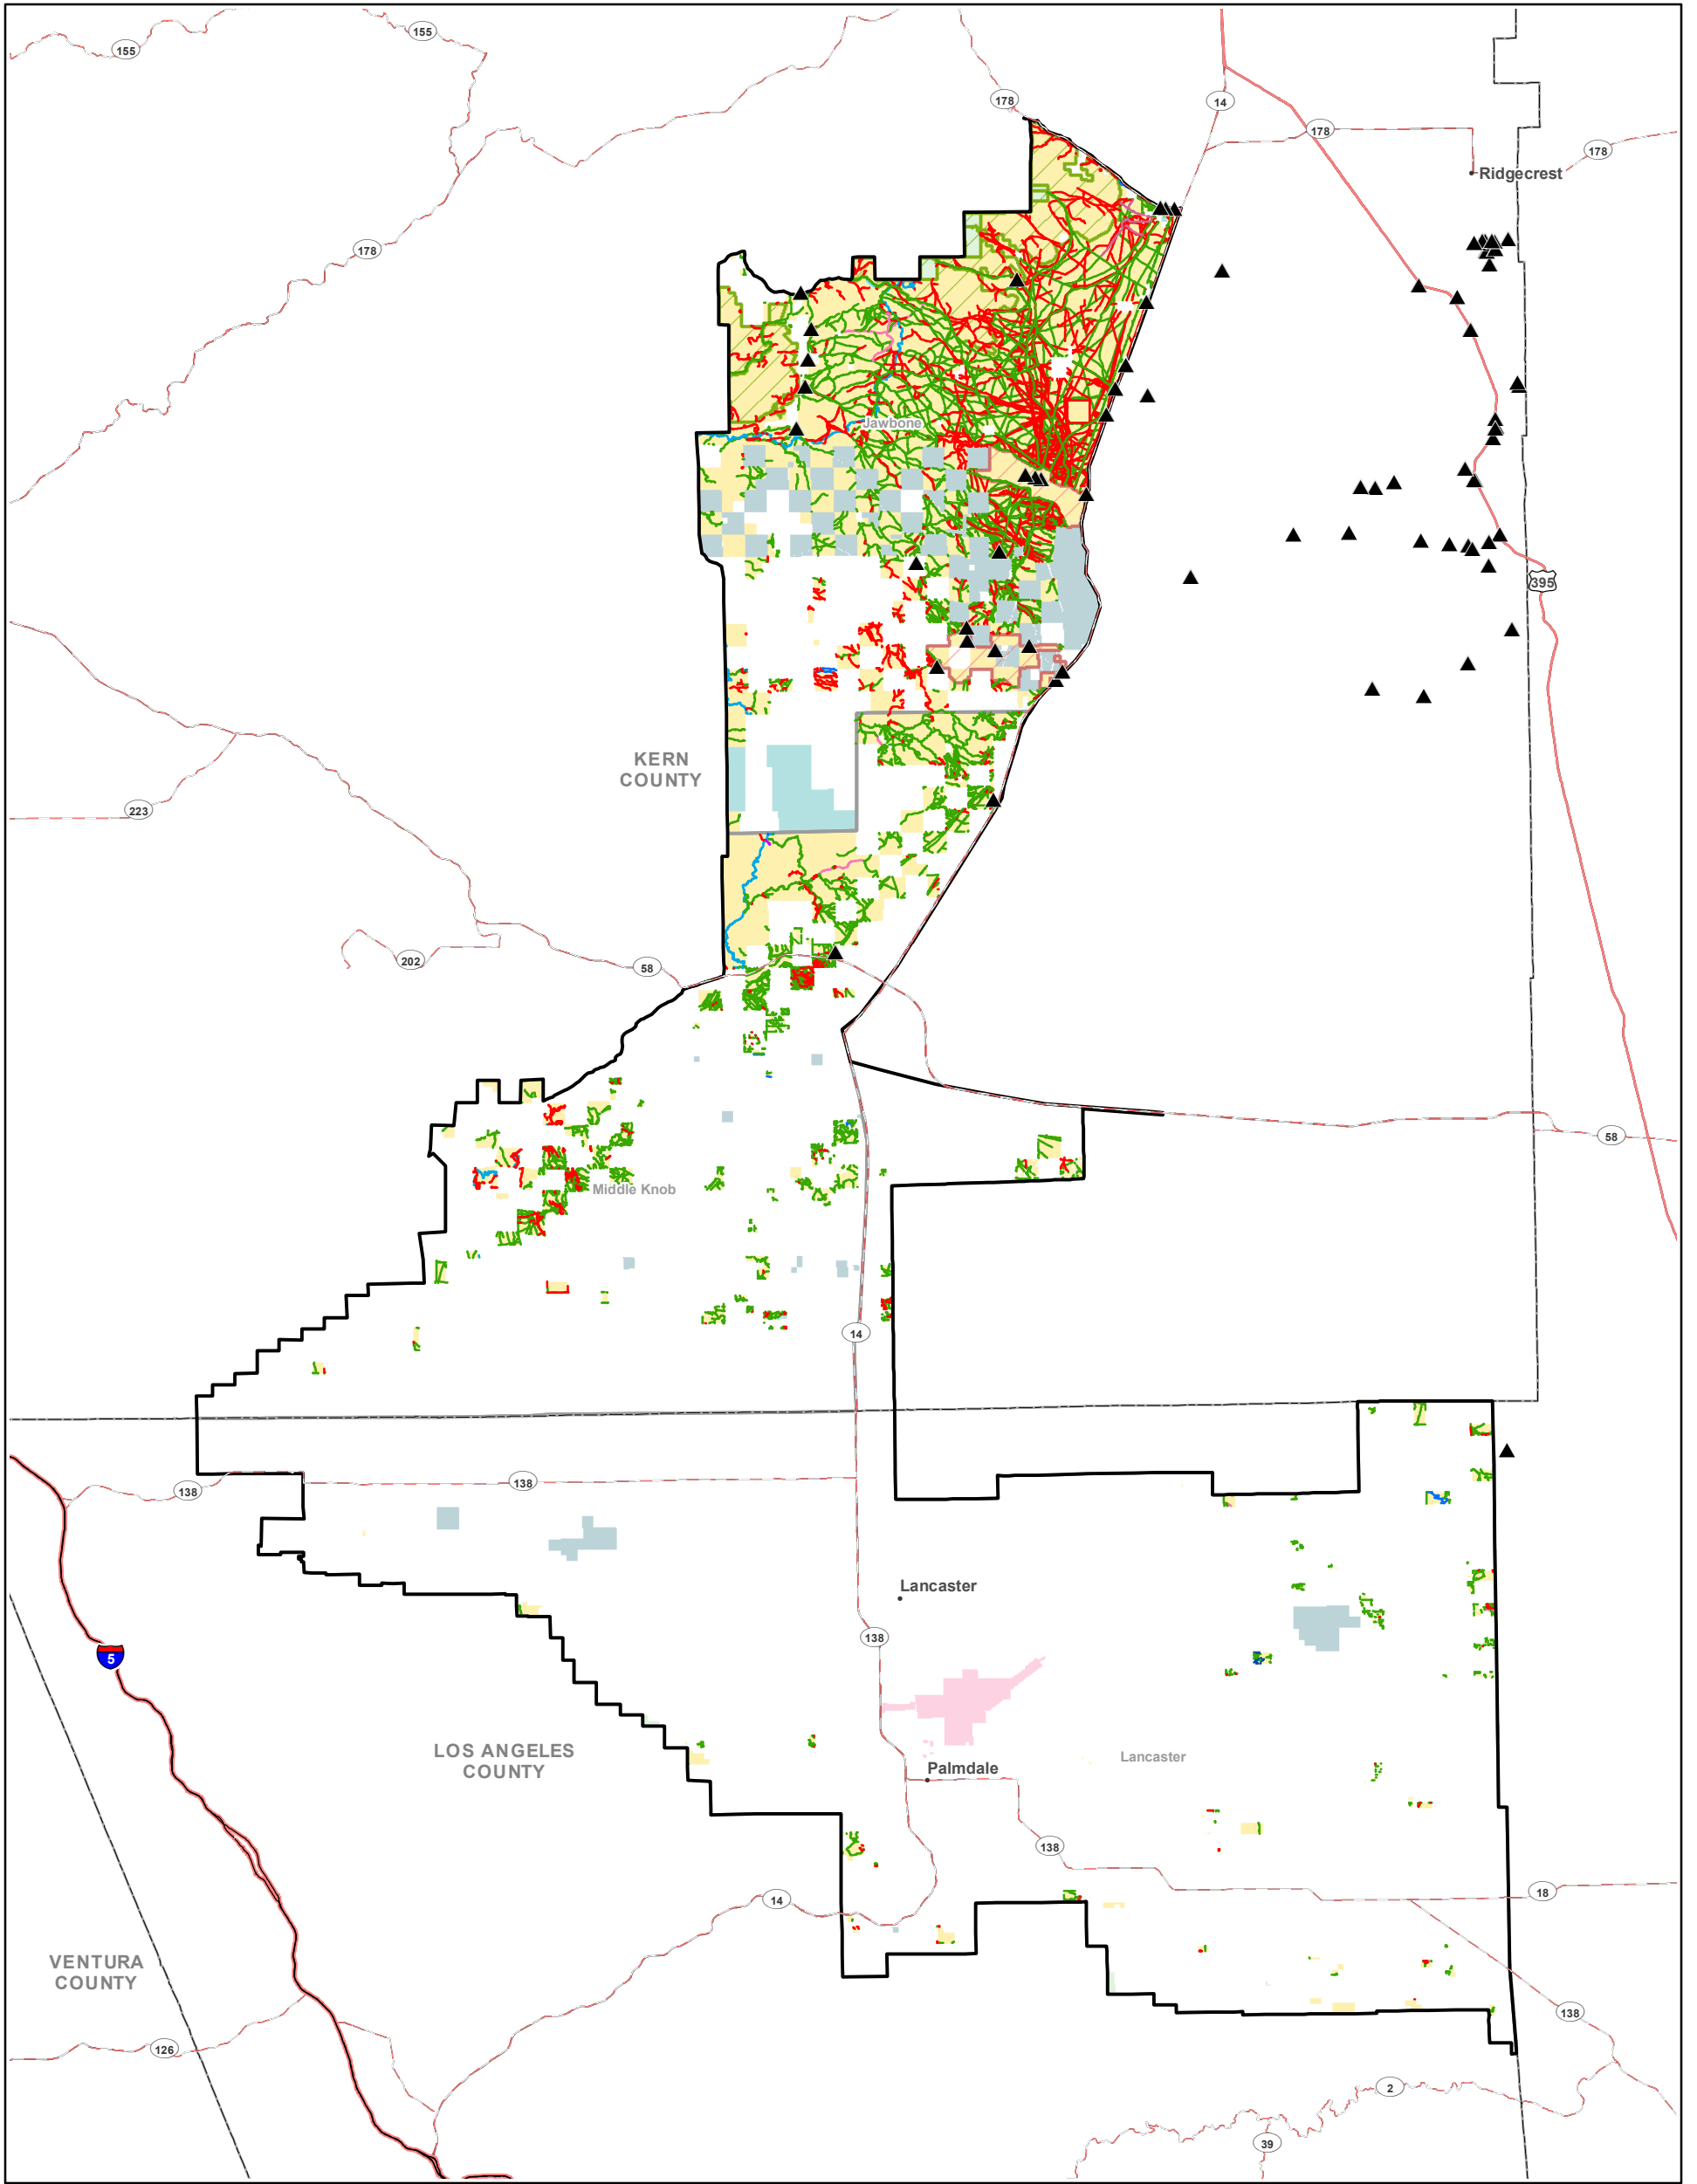 155
155
178
14
178
178
Ridgecrest
178
Jawbone
395
KERN
COUNTY
223
202
58
58
Middle Knob
14
138
138
Lancaster
138
5
LOS ANGELES
COUNTY
Lancaster
Palmdale
138
14
18
VENTURA
COUNTY
138
126
2
39